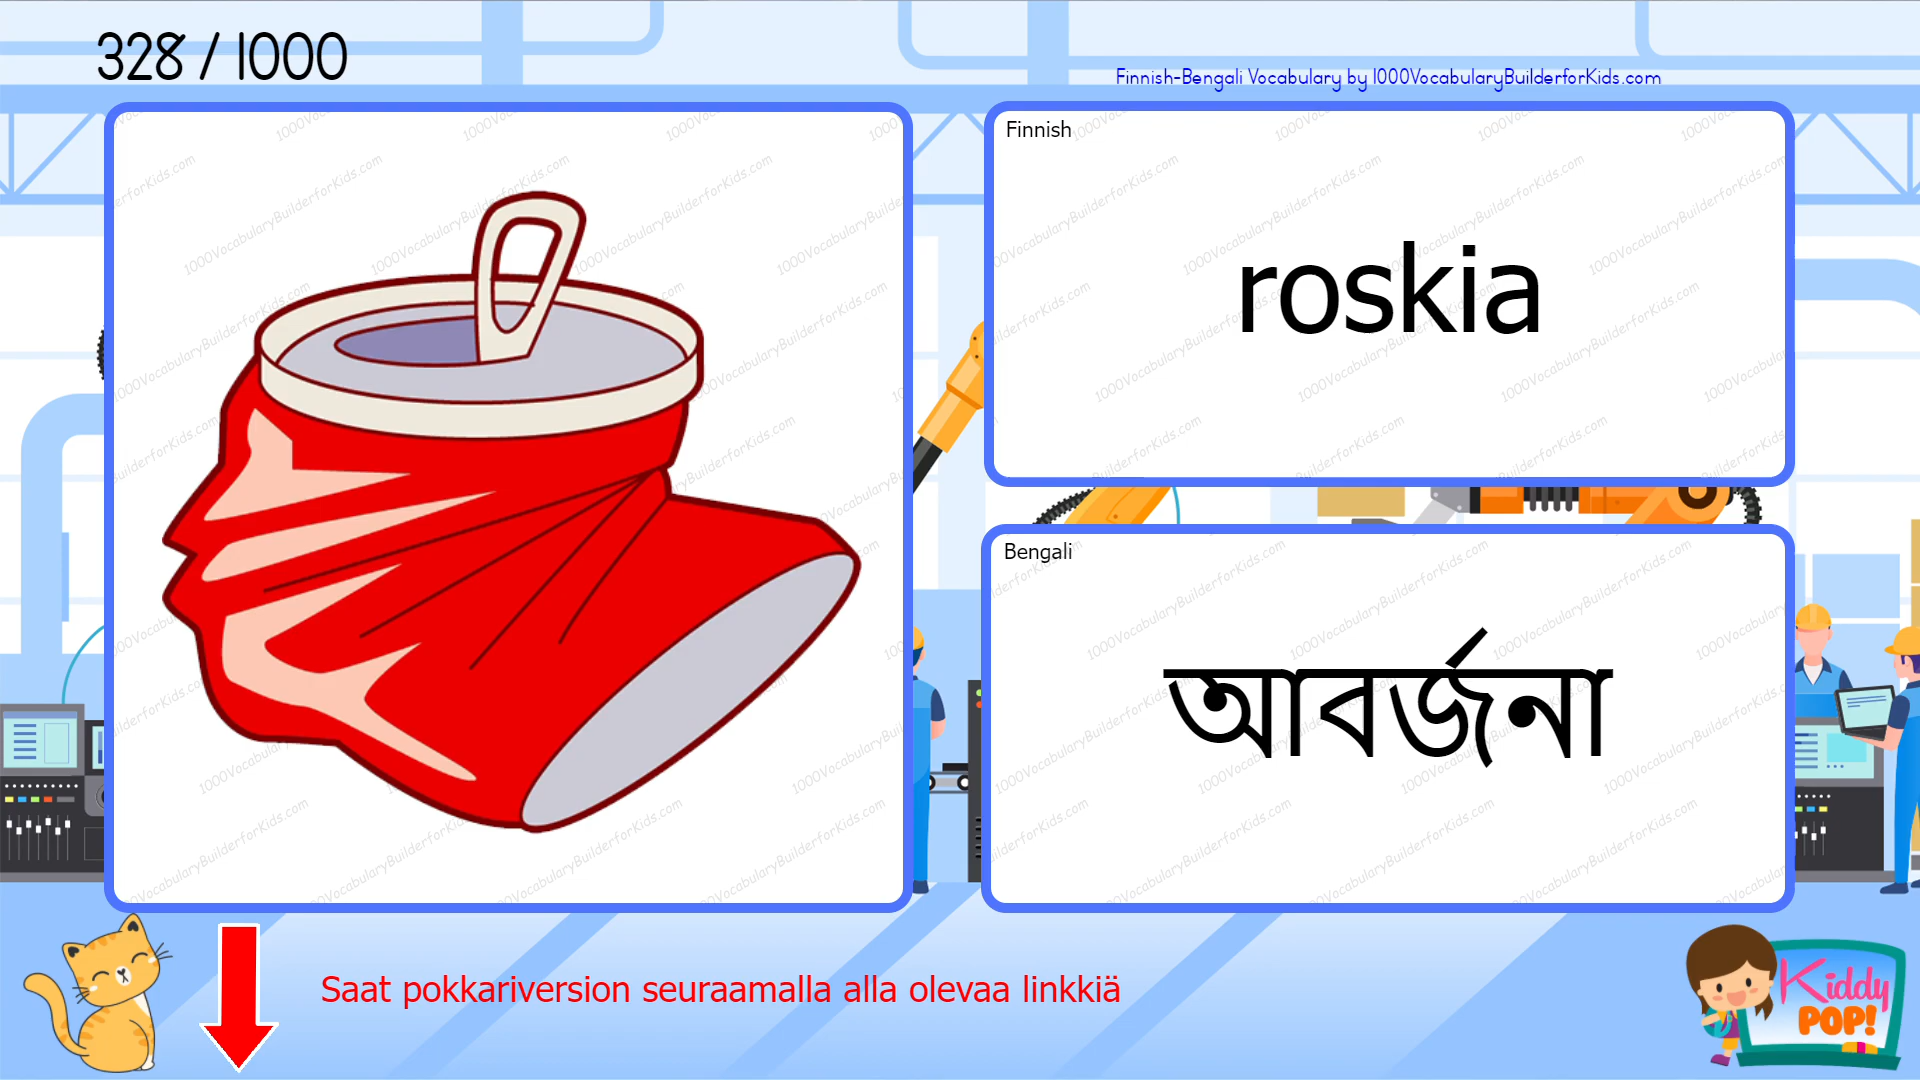 328 / 1000
Finnish-Bengali Vocabulary by 1000VocabularyBuilderforKids.com
Finnish
roskia
Bengali
আবর্জনা
Saat pokkariversion seuraamalla alla olevaa linkkiä
Kiddy
POP!